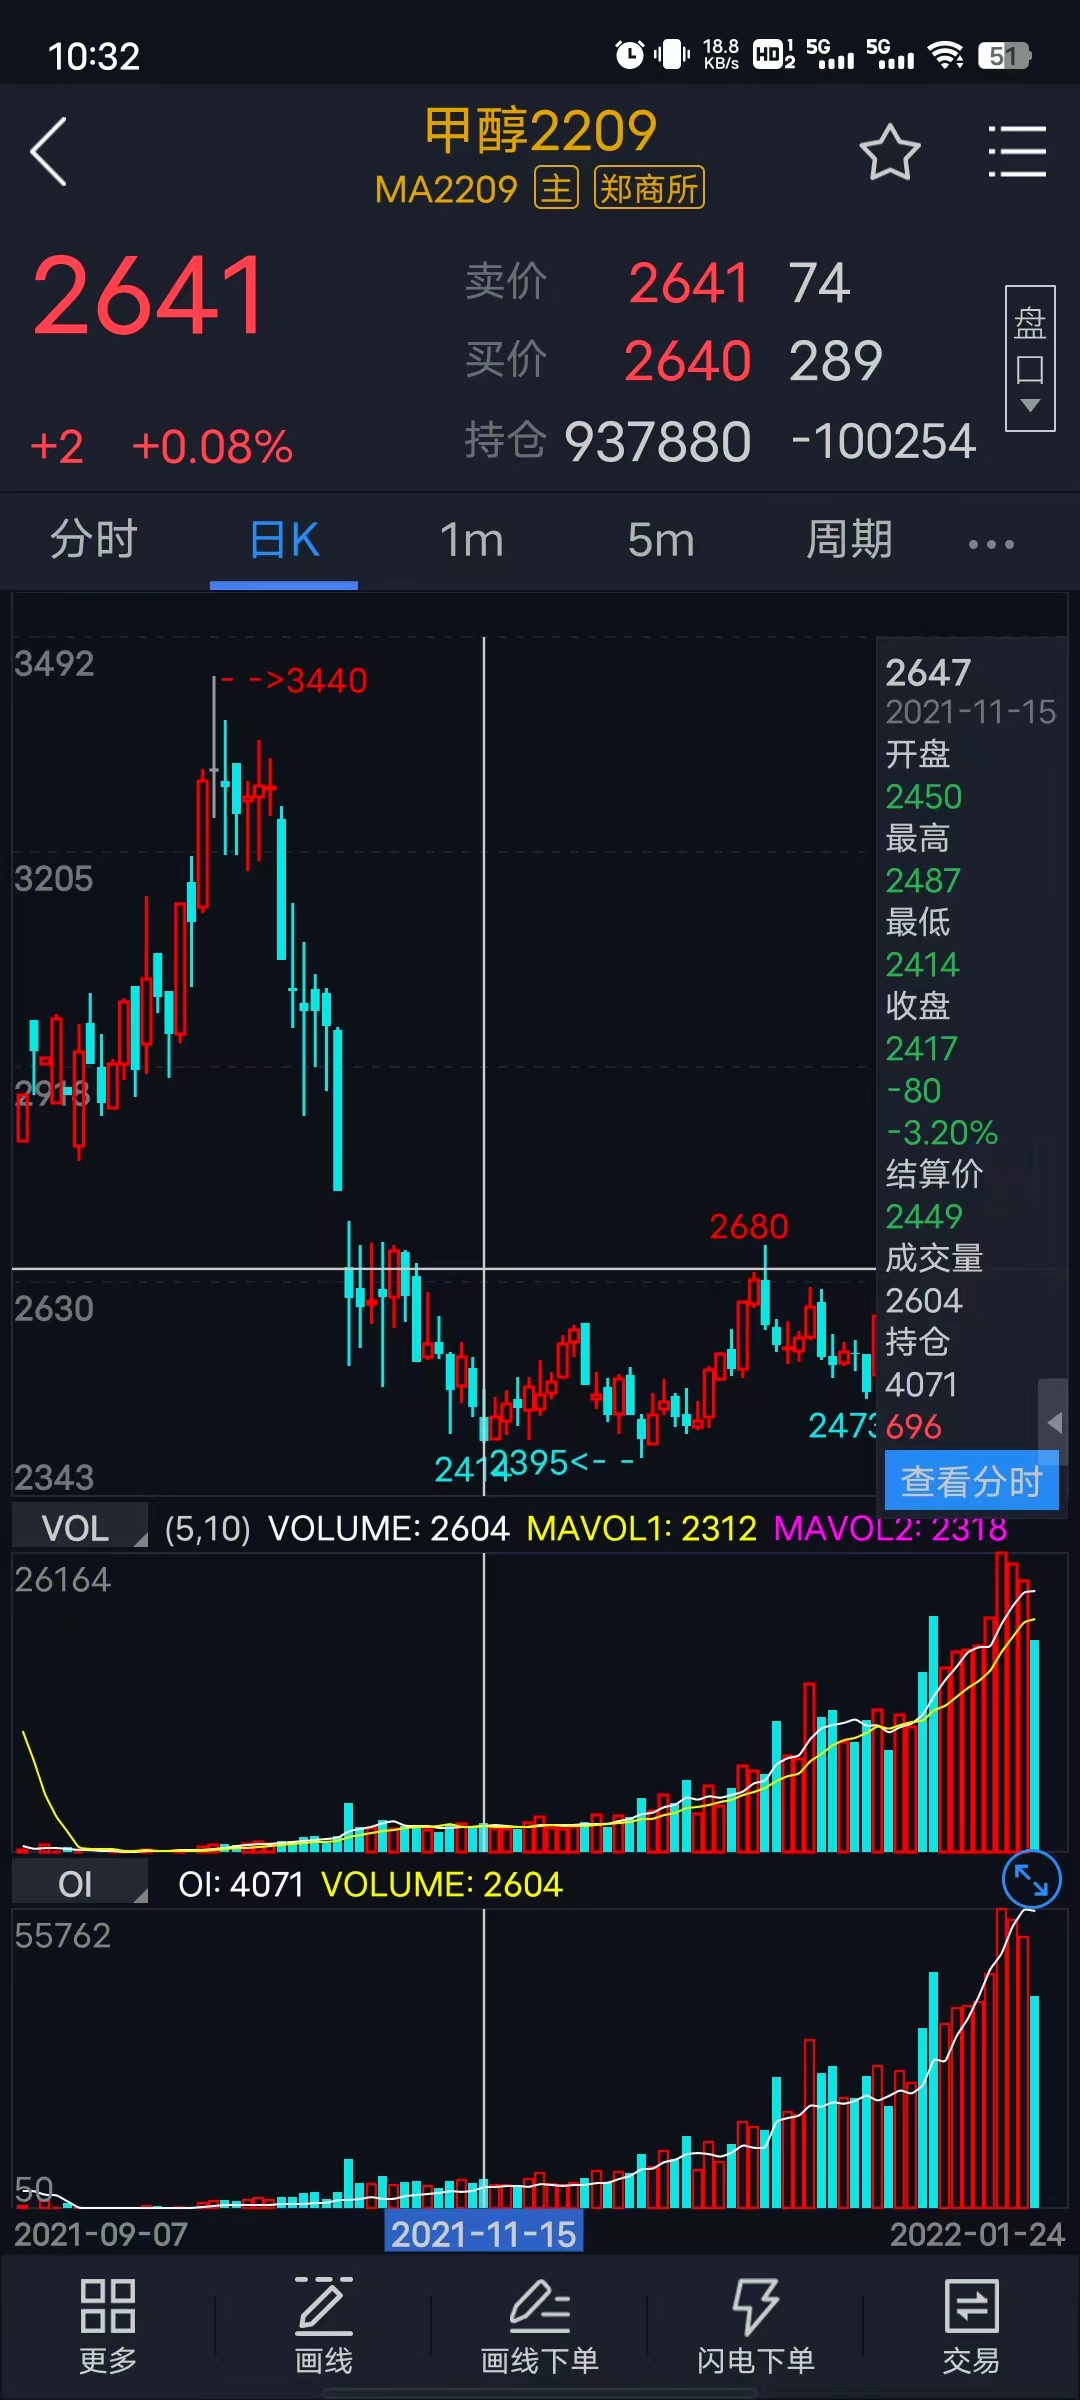 10:32
18.8
KB/s
HD 1
2
5G
5G
51
甲醇2209
MA2209 主 郑商所
2641
卖价 2641 74
买价 2640 289
盘
口
+2 +0.08%
持仓 937880 -100254
分时 日K 1m 5m 周期
3492
-->3440
3205
2918
2680
2630
2473
2414
2395<--
2343
2647
2021-11-15
开盘
2450
最高
2487
最低
2414
收盘
2417
-80
-3.20%
结算价
2449
成交量
2604
持仓
4071
696
查看分时
VOL (5,10) VOLUME: 2604 MAVOL1: 2312 MAVOL2: 2318
26164
OI OI: 4071 VOLUME: 2604
55762
50
2021-09-07 2021-11-15 2022-01-24
更多 画线 画线下单 闪电下单 交易